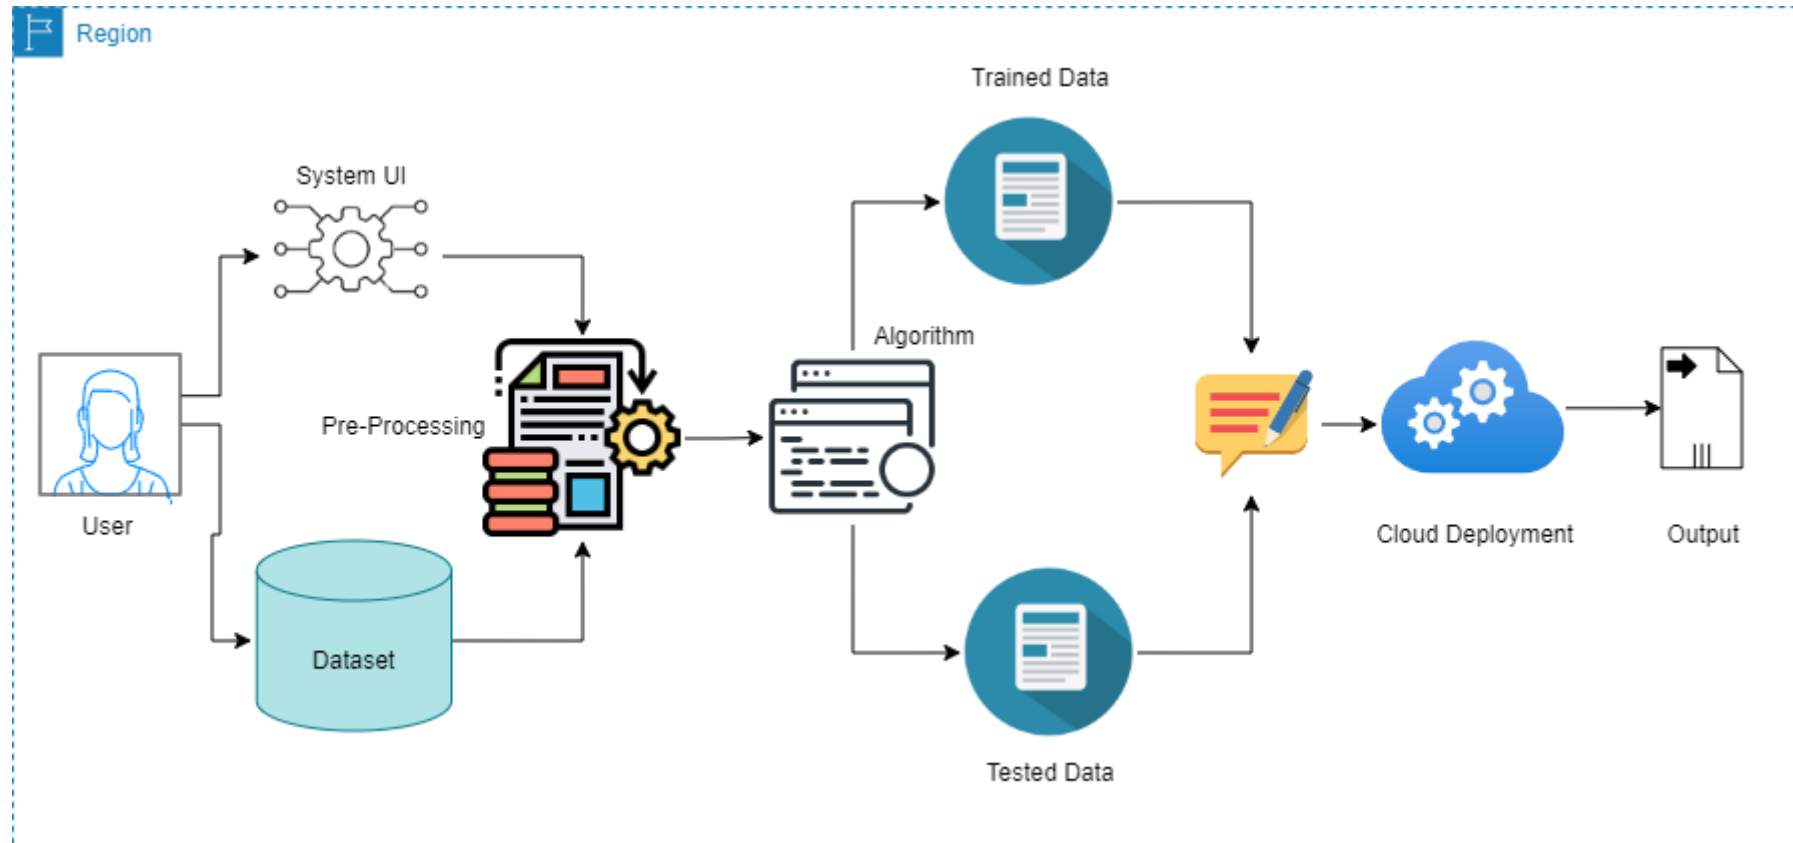 Region
Trained Data
System UI
Algorithm
Pre-Processing
User
Cloud Deployment
Output
Dataset
Tested Data